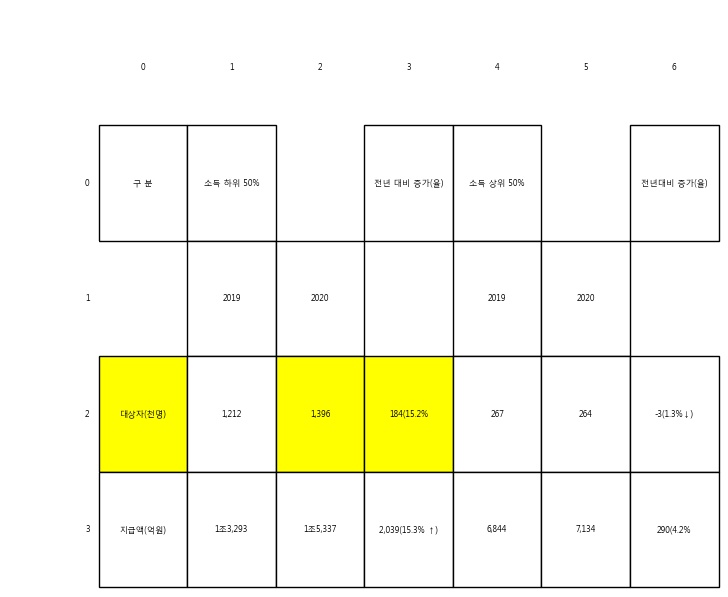 0 1 2 3 4 5 6
0 구 분 소득 하위 50% 전년 대비 증가(율) 소득 상위 50% 전년대비 증가(율)
1 2019 2020 2019 2020
2 대상자(천명) 1,212 1,396 184(15.2% 267 264 -3(1.3%↓)
3 지급액(억원) 1조3,293 1조5,337 2,039(15.3% ↑) 6,844 7,134 290(4.2%